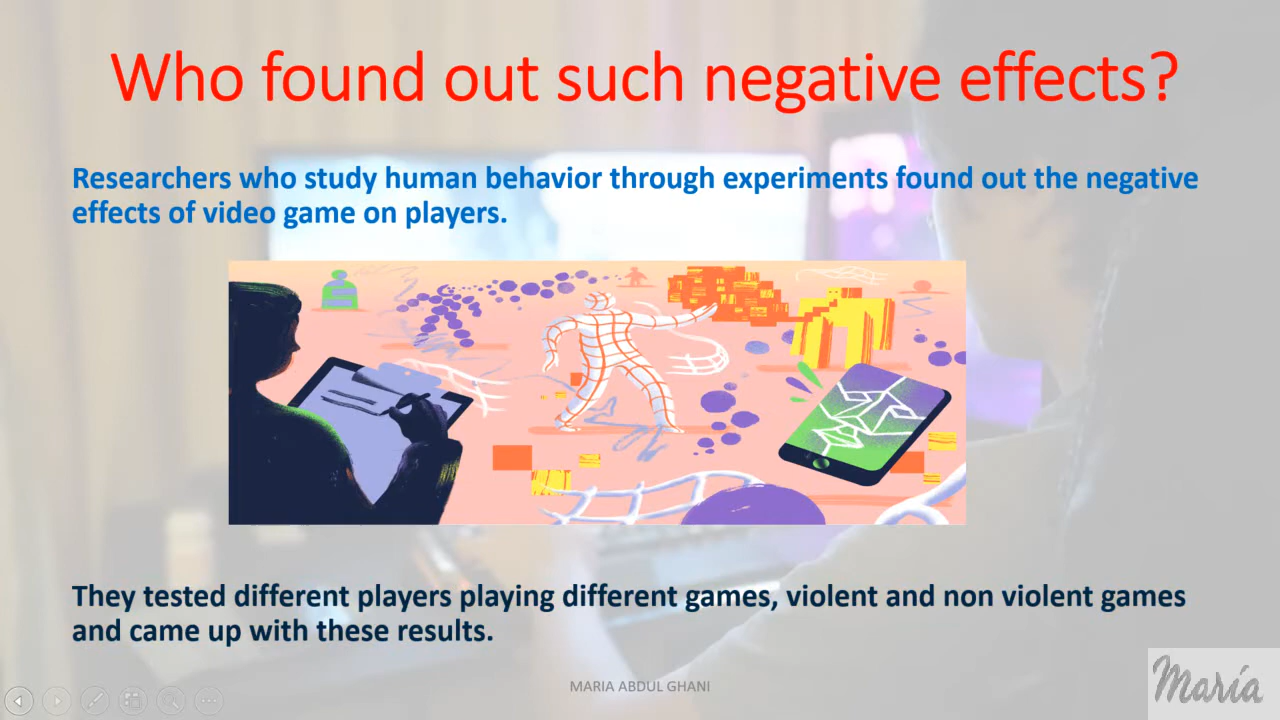 Who found out such negative effects?
Researchers who study human behavior through experiments found out the negative
effects of video game on players.
They tested different players playing different games, violent and non violent games
and came up with these results.
MARIA ABDUL GHANI
María